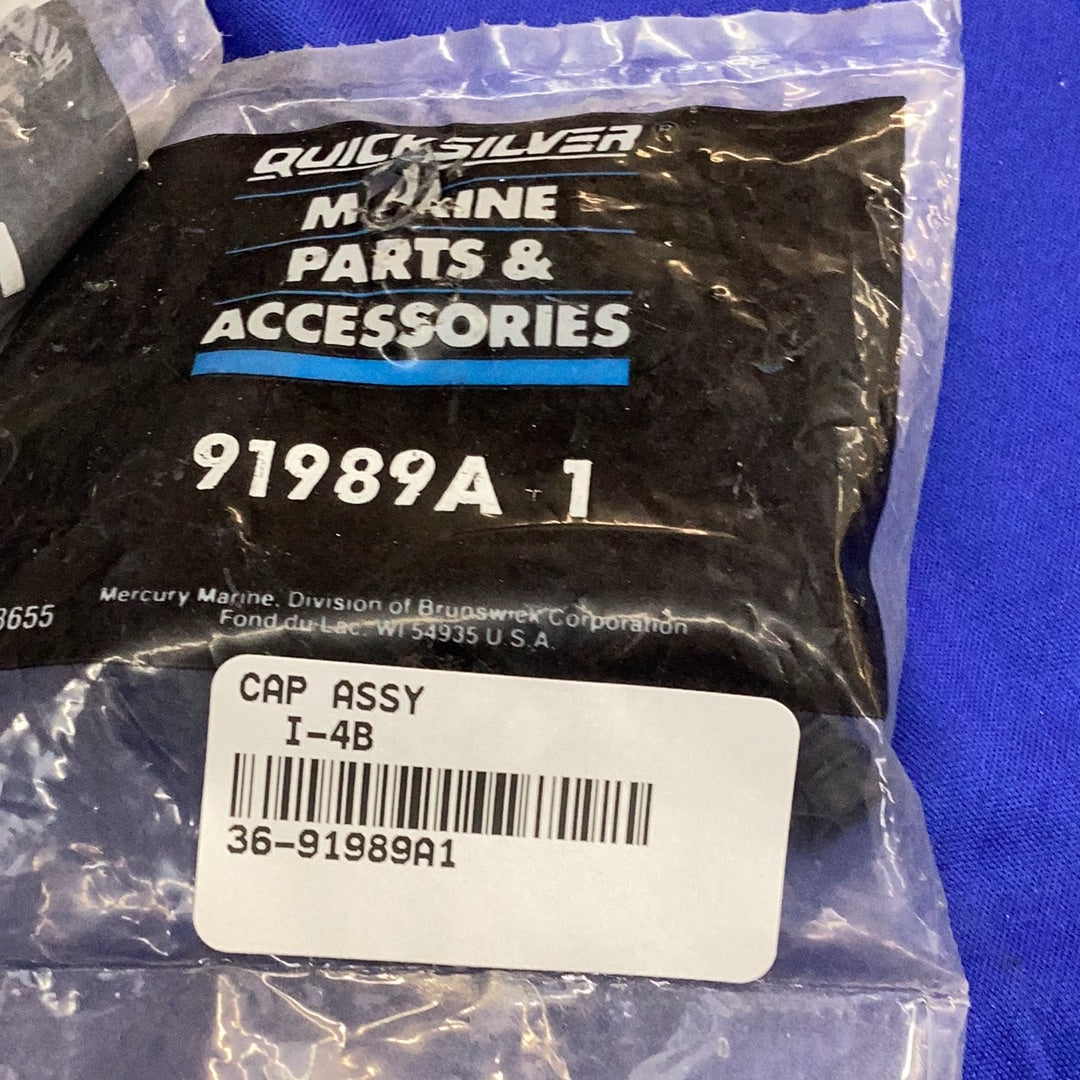 QUICKSILVER®
MARINE
PARTS &
ACCESSORIES
91989A 1
3655
Mercury Marine, Division of Brunswick Corporation
Fond du Lac, WI 54935 U.S.A.
CAP ASSY
I-4B
36-91989A1